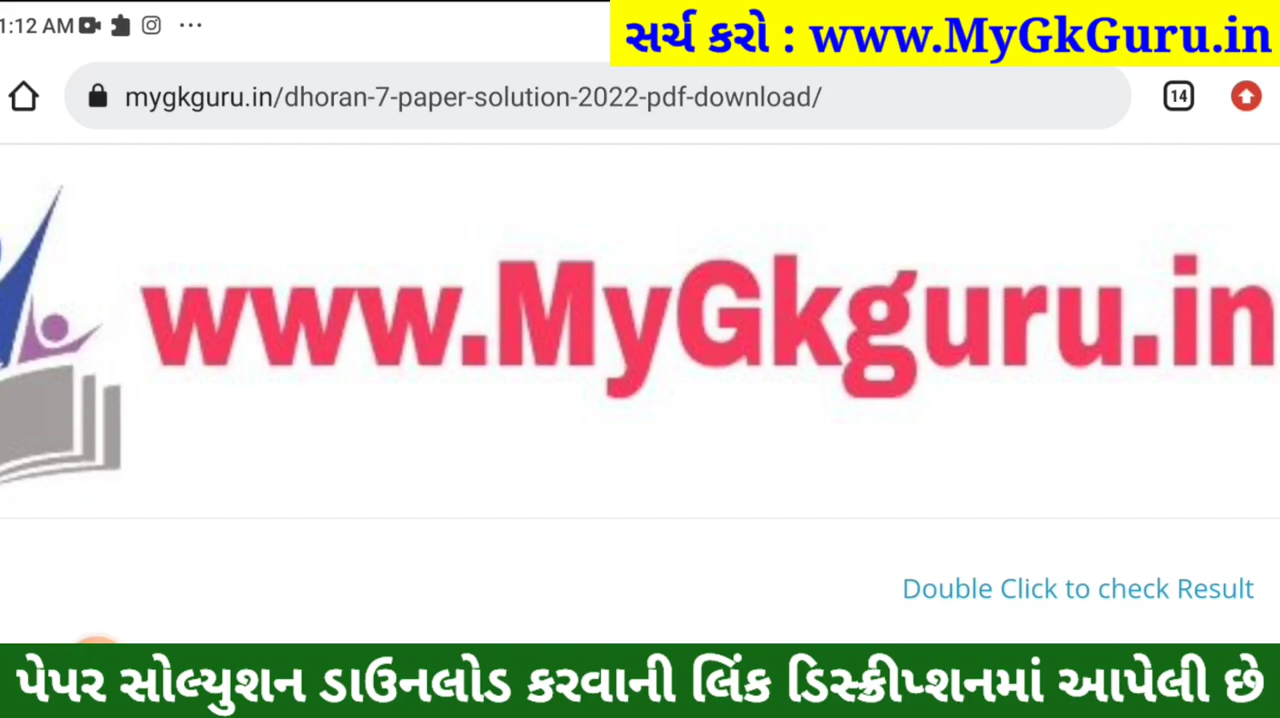 1:12 AM
સર્ચ કરો : www.MyGkGuru.in
mygkguru.in/dhoran-7-paper-solution-2022-pdf-download/
14
www.MyGkguru.in
Double Click to check Result
પેપર સોલ્યુશન ડાઉનલોડ કરવાની લિંક ડિસ્ક્રીપ્શનમાં આપેલી છે